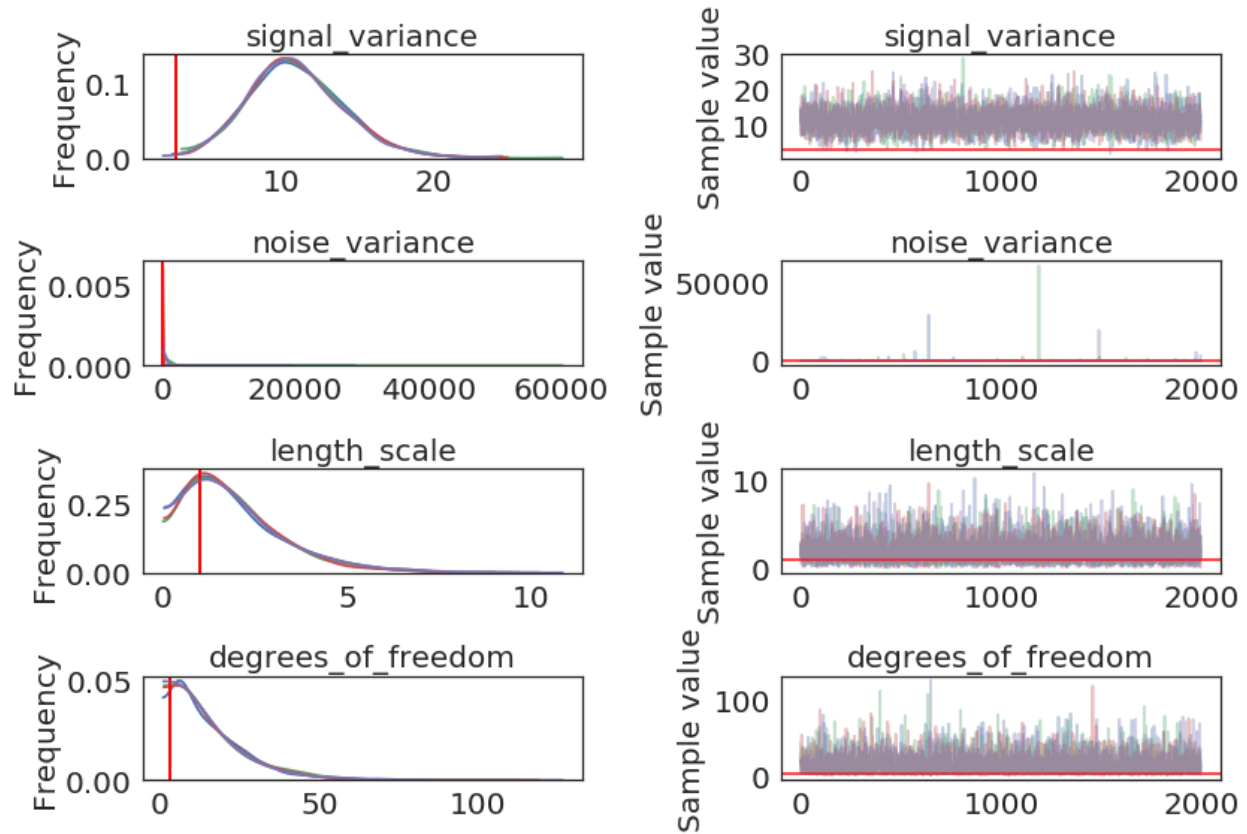 signal_variance
Frequency
0.1
0.0
10 20
signal_variance
Sample value
30
20
10
0 1000 2000
noise_variance
Frequency
0.005
0.000
0 20000 40000 60000
noise_variance
Sample value
50000
0
0 1000 2000
length_scale
Frequency
0.25
0.00
0 5 10
length_scale
Sample value
10
0
0 1000 2000
degrees_of_freedom
Frequency
0.05
0.00
0 50 100
degrees_of_freedom
Sample value
100
0
0 1000 2000